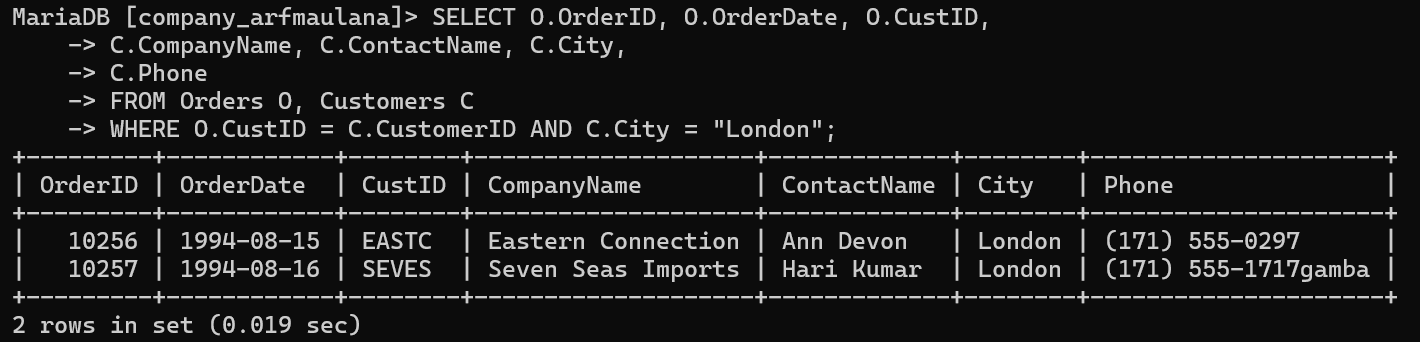 MariaDB [company_arfmaulana]> SELECT O.OrderID, O.OrderDate, O.CustID,
    -> C.CompanyName, C.ContactName, C.City,
    -> C.Phone
    -> FROM Orders O, Customers C
    -> WHERE O.CustID = C.CustomerID AND C.City = "London";
+---------+------------+--------+--------------------+-------------+--------+---------------------+
| OrderID | OrderDate  | CustID | CompanyName        | ContactName | City   | Phone               |
+---------+------------+--------+--------------------+-------------+--------+---------------------+
|   10256 | 1994-08-15 | EASTC  | Eastern Connection | Ann Devon   | London | (171) 555-0297      |
|   10257 | 1994-08-16 | SEVES  | Seven Seas Imports | Hari Kumar  | London | (171) 555-1717gamba |
+---------+------------+--------+--------------------+-------------+--------+---------------------+
2 rows in set (0.019 sec)